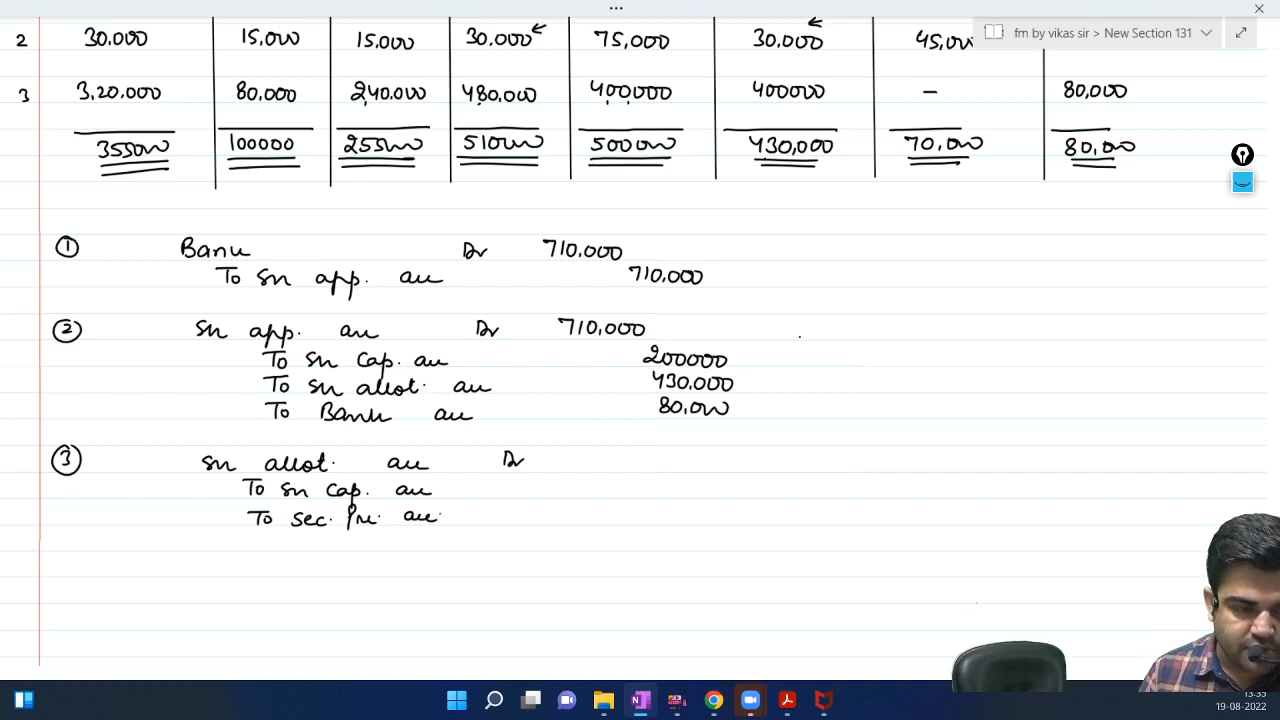 fm by vikas sir > New Section 131
2 30.000 15,000 15.000 30.000 75,000 30.000 45,000
3 3,20.000 80,000 2,40.000 480.000 400000 400000 – 80,000
355000 100000 255000 510000 500000 430,000 70,000 80,000
① Bank Dr 710.000
To Sh app. a/c 710.000
② Sh app. a/c Dr 710.000
To Sh Cap. a/c 200000
To Sh allot. a/c 430.000
To Bank a/c 80,000
③ Sh allot. a/c Dr
To Sh Cap. a/c
To Sec. Pr. a/c
13:35
19-08-2022